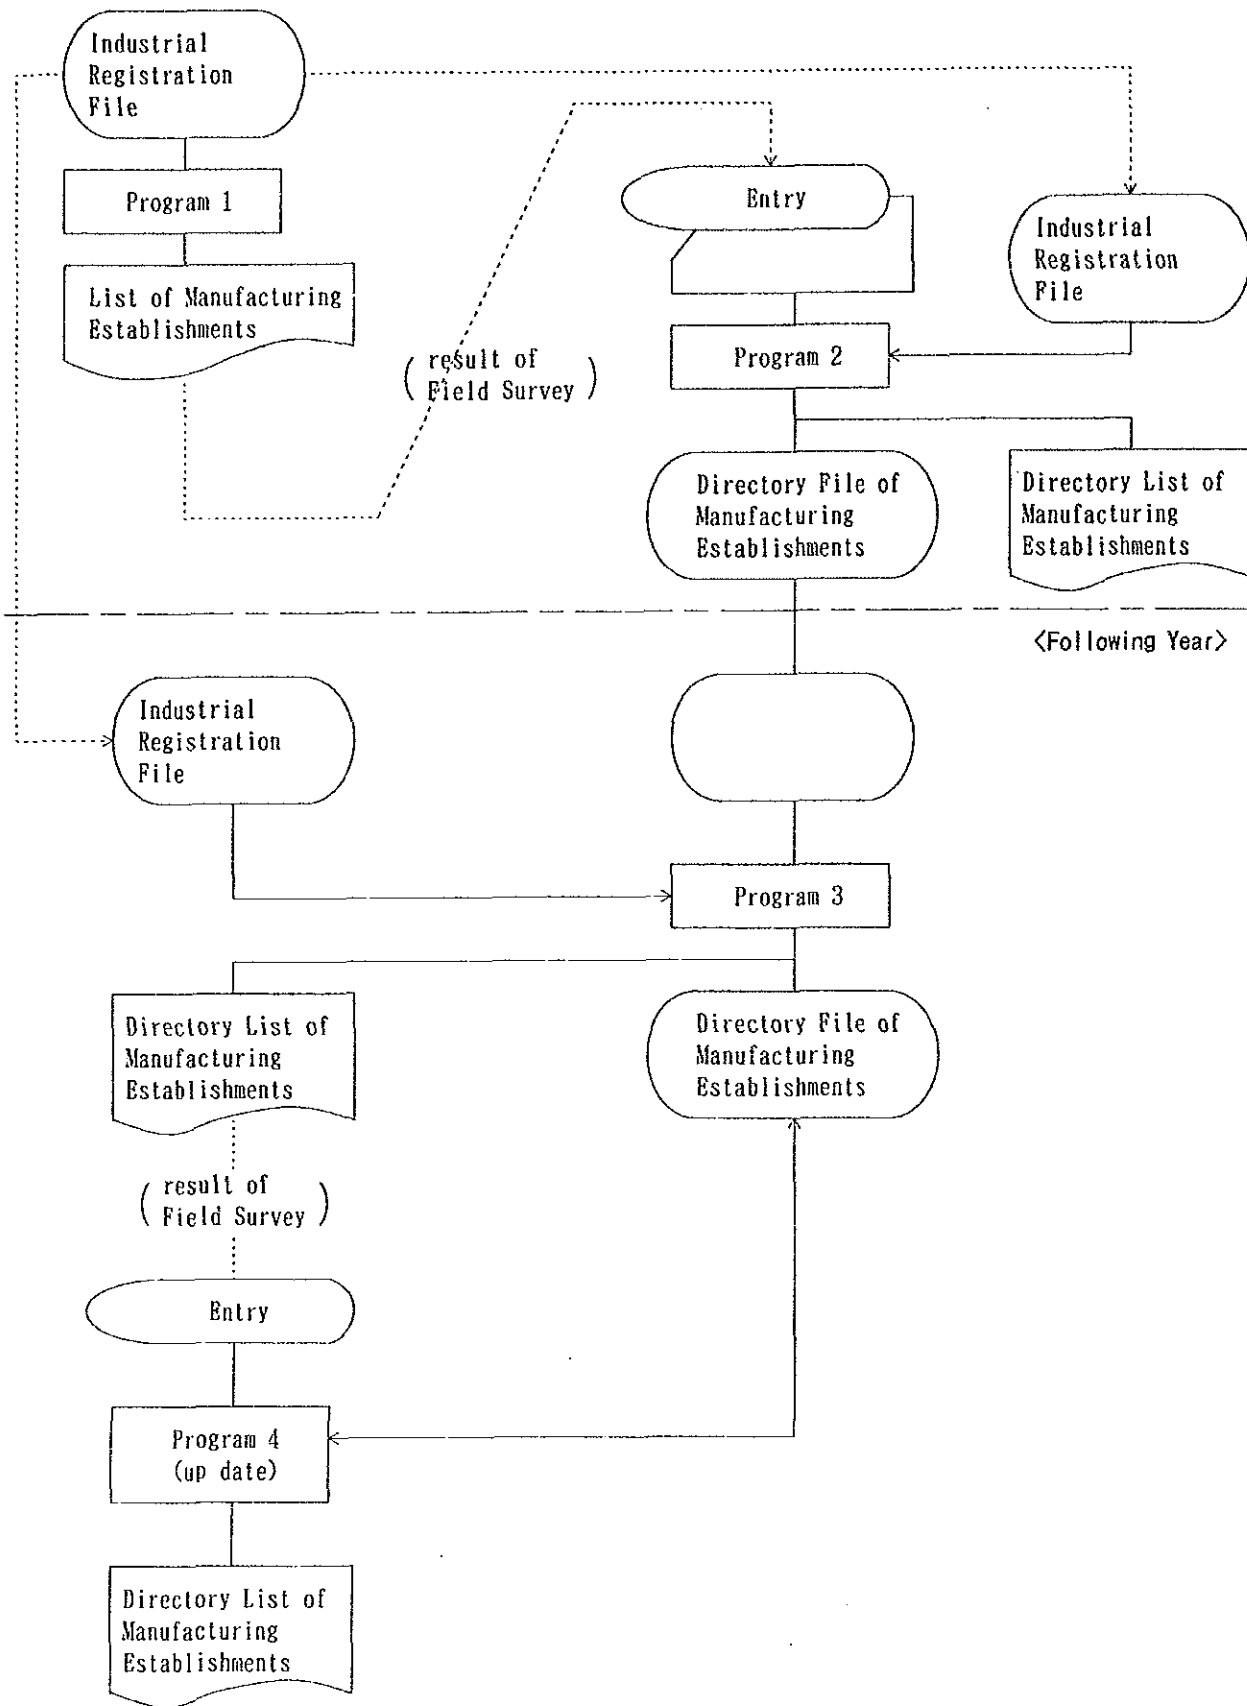 Industrial
Registration
File
Program 1
List of Manufacturing
Establishments
(result of
Field Survey)
Entry
Industrial
Registration
File
Program 2
Directory File of
Manufacturing
Establishments
Directory List of
Manufacturing
Establishments
<Following Year>
Industrial
Registration
File
Program 3
Directory List of
Manufacturing
Establishments
Directory File of
Manufacturing
Establishments
(result of
Field Survey)
Entry
Program 4
(up date)
Directory List of
Manufacturing
Establishments